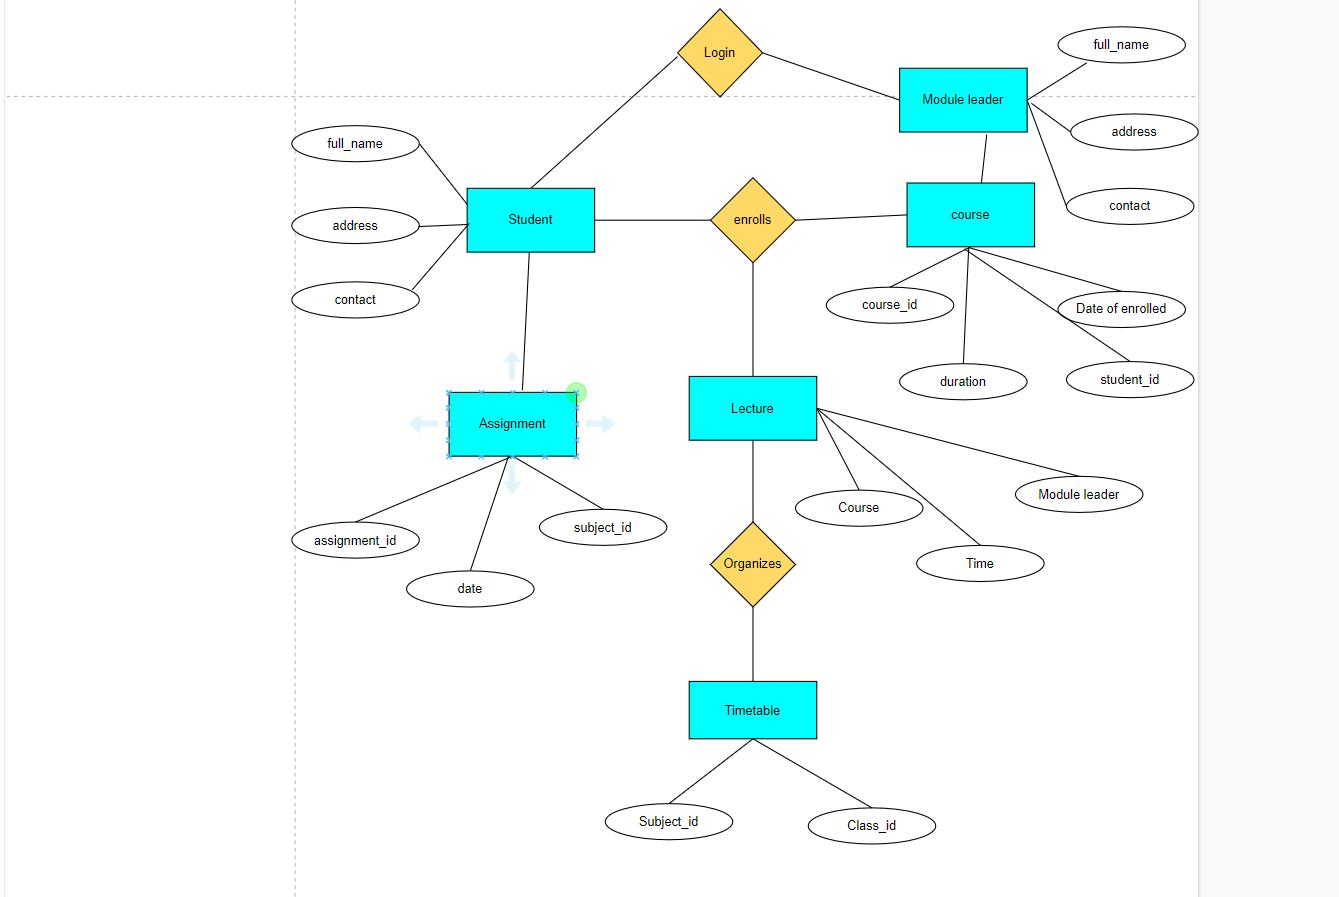 Login
full_name
Module leader
address
full_name
contact
Student
enrolls
course
address
contact
course_id
Date of enrolled
duration
student_id
Lecture
Assignment
Module leader
Course
assignment_id
subject_id
Time
Organizes
date
Timetable
Subject_id
Class_id